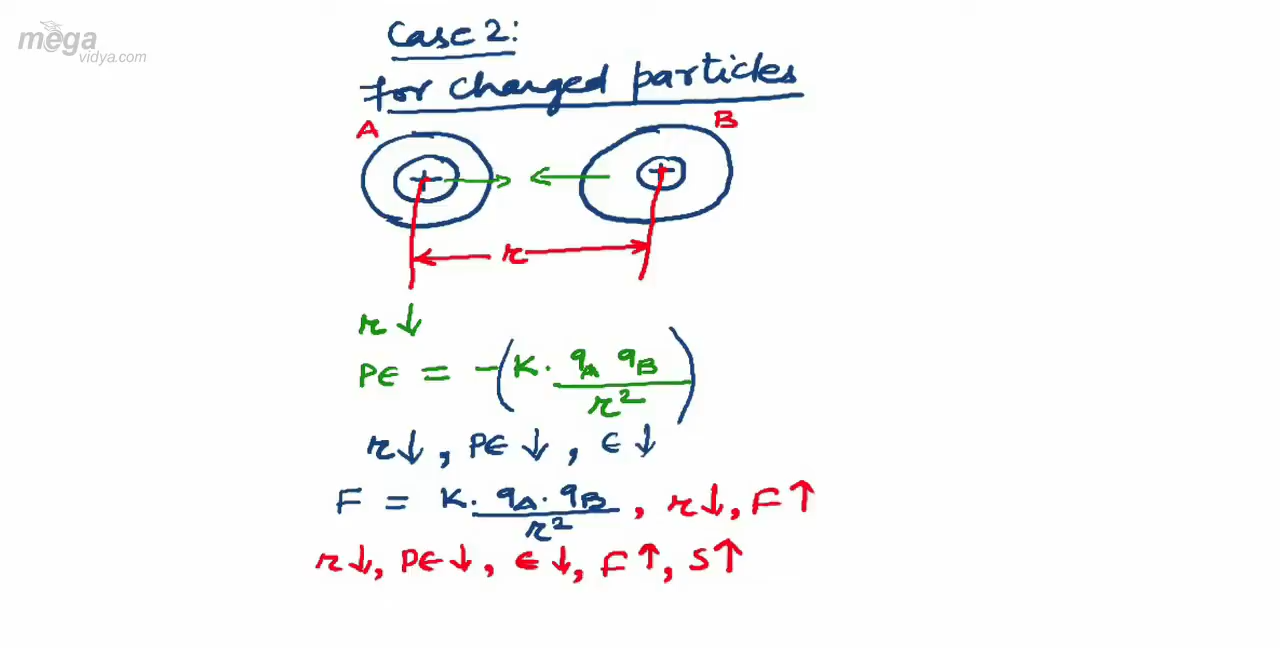 mega
vidya.com
Case 2:
for charged particles
A
B
+
+
r
r ↓
PE = -(K. qA qB / r²)
r↓, PE ↓, E ↓
F = K. qA. qB / r², r↓, F↑
r↓, PE↓, E↓, F↑, S↑